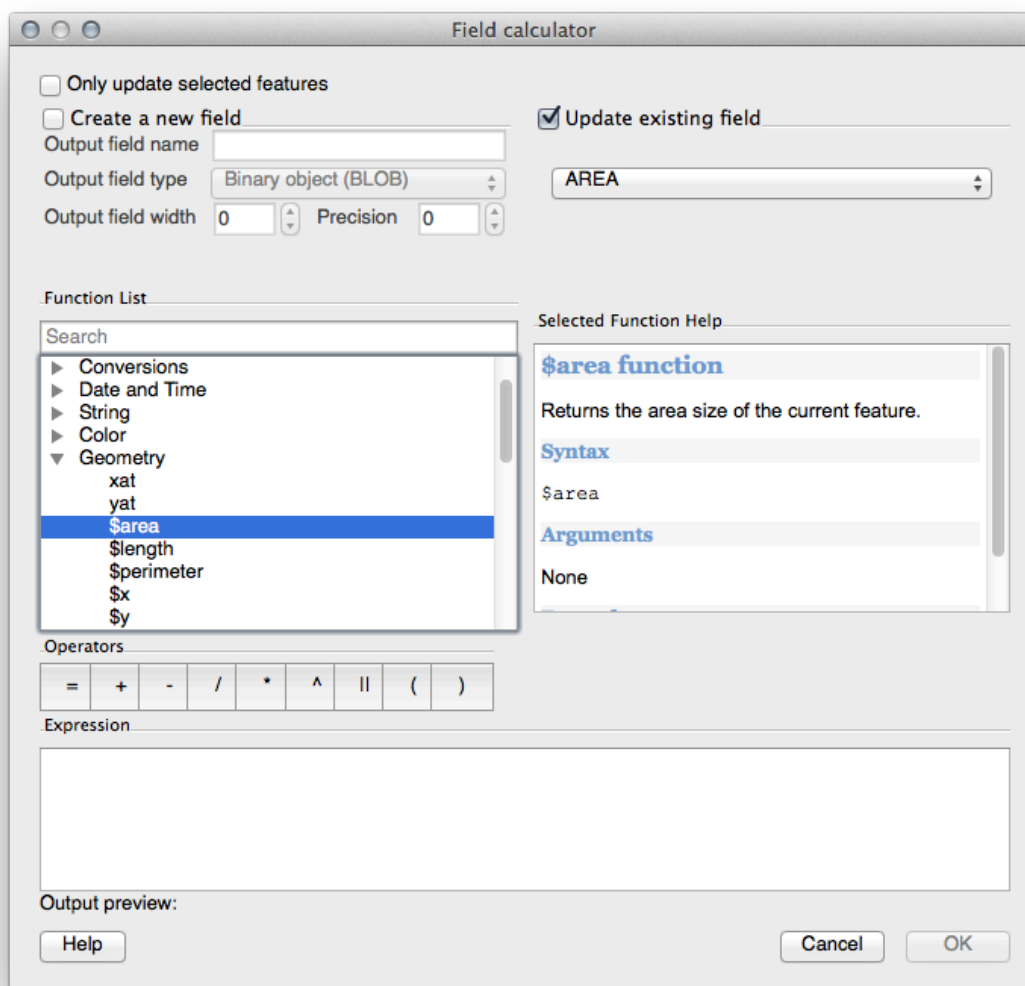 Field calculator
Only update selected features
Create a new field
Output field name
Output field type Binary object (BLOB)
Output field width 0 Precision 0
Update existing field
AREA
Function List
Search
Conversions
Date and Time
String
Color
Geometry
xat
yat
$area
$length
$perimeter
$x
$y
Selected Function Help
$area function
Returns the area size of the current feature.
Syntax
$area
Arguments
None
Operators
= + - / * ^ || ( )
Expression
Output preview:
Help Cancel OK